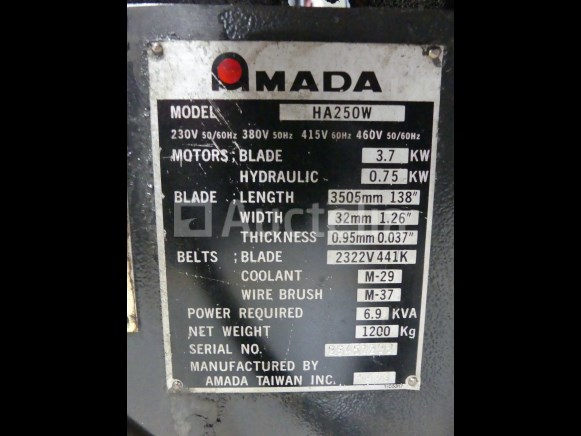 AMADA
MODEL HA250W
230V 50/60Hz 380V 50Hz 415V 60Hz 460V 50/60Hz
MOTORS; BLADE 3.7 KW
HYDRAULIC 0.75 KW
BLADE; LENGTH 3505mm 138"
WIDTH 32mm 1.26"
THICKNESS 0.95mm 0.037"
BELTS ; BLADE 2322V441K
COOLANT M-29
WIRE BRUSH M-37
POWER REQUIRED 6.9 KVA
NET WEIGHT 1200 Kg
SERIAL NO.
MANUFACTURED BY
AMADA TAIWAN INC.